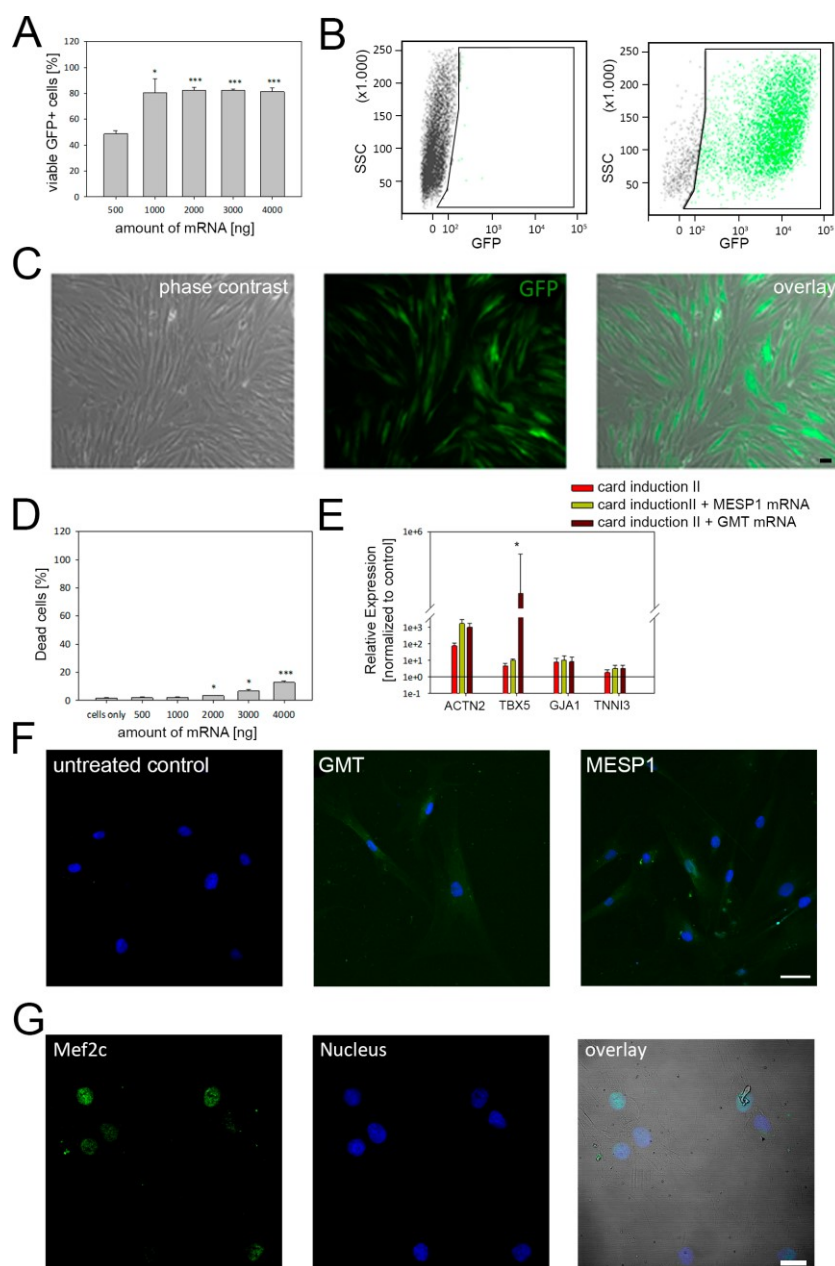 A
120
100
80
60
40
20
0
viable GFP+ cells [%]
* *** *** ***
500 1000 2000 3000 4000
amount of mRNA [ng]
B
250
200
150
100
50
SSC (x1.000)
0 10² 10³ 10⁴ 10⁵
GFP
250
200
150
100
50
SSC (x1.000)
0 10² 10³ 10⁴ 10⁵
GFP
C
phase contrast
GFP
overlay
D
120
100
80
60
40
20
0
Dead cells [%]
* * ***
cells only 500 1000 2000 3000 4000
amount of mRNA [ng]
E
card induction II
card inductionII + MESP1 mRNA
card induction II + GMT mRNA
Relative Expression
[normalized to control]
1e+6
1e+3
1e+2
1e+1
1e+0
1e-1
*
ACTN2 TBX5 GJA1 TNNI3
F
untreated control
GMT
MESP1
G
Mef2c
Nucleus
overlay